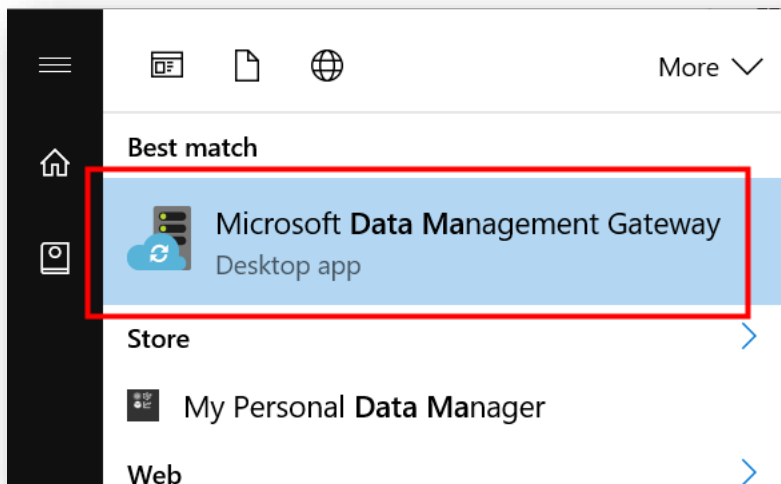 More
Best match
Microsoft Data Management Gateway
Desktop app
Store
My Personal Data Manager
Web